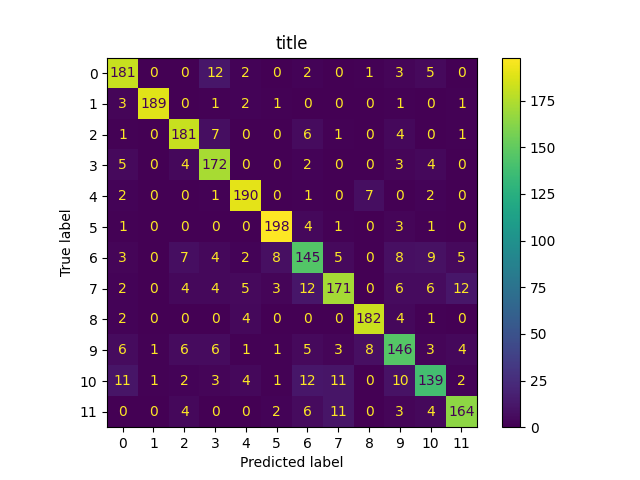 title
True label
0 181 0 0 12 2 0 2 0 1 3 5 0
1 3 189 0 1 2 1 0 0 0 1 0 1
2 1 0 181 7 0 0 6 1 0 4 0 1
3 5 0 4 172 0 0 2 0 0 3 4 0
4 2 0 0 1 190 0 1 0 7 0 2 0
5 1 0 0 0 0 198 4 1 0 3 1 0
6 3 0 7 4 2 8 145 5 0 8 9 5
7 2 0 4 4 5 3 12 171 0 6 6 12
8 2 0 0 0 4 0 0 0 182 4 1 0
9 6 1 6 6 1 1 5 3 8 146 3 4
10 11 1 2 3 4 1 12 11 0 10 139 2
11 0 0 4 0 0 2 6 11 0 3 4 164
0 1 2 3 4 5 6 7 8 9 10 11
Predicted label
175
150
125
100
75
50
25
0